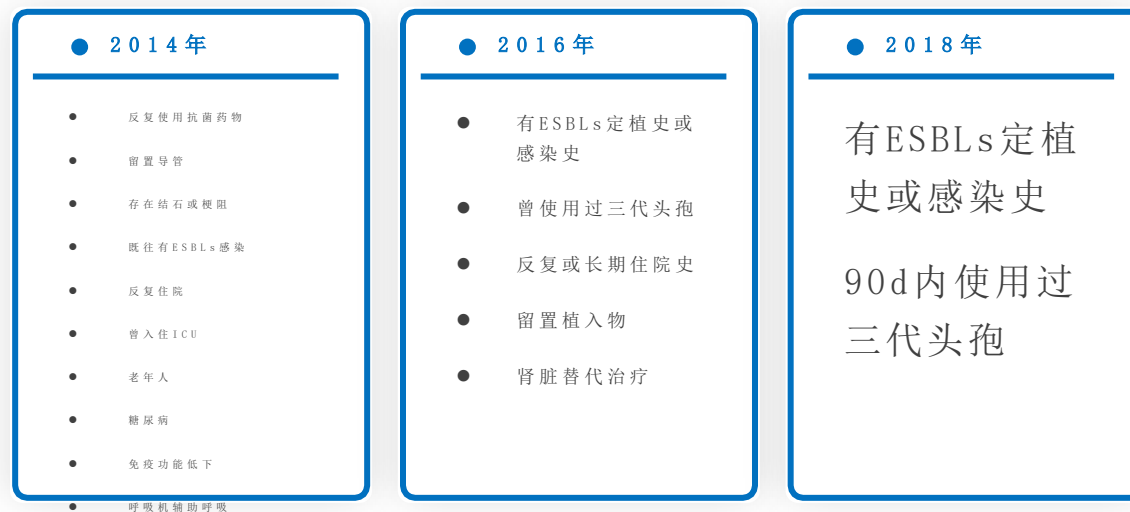 2014年
反复使用抗菌药物
留置导管
存在结石或梗阻
既往有ESBLs感染
反复住院
曾入住ICU
老年人
糖尿病
免疫功能低下
呼吸机辅助呼吸
2016年
有ESBLs定植史或
感染史
曾使用过三代头孢
反复或长期住院史
留置植入物
肾脏替代治疗
2018年
有ESBLs定植
史或感染史
90d内使用过
三代头孢